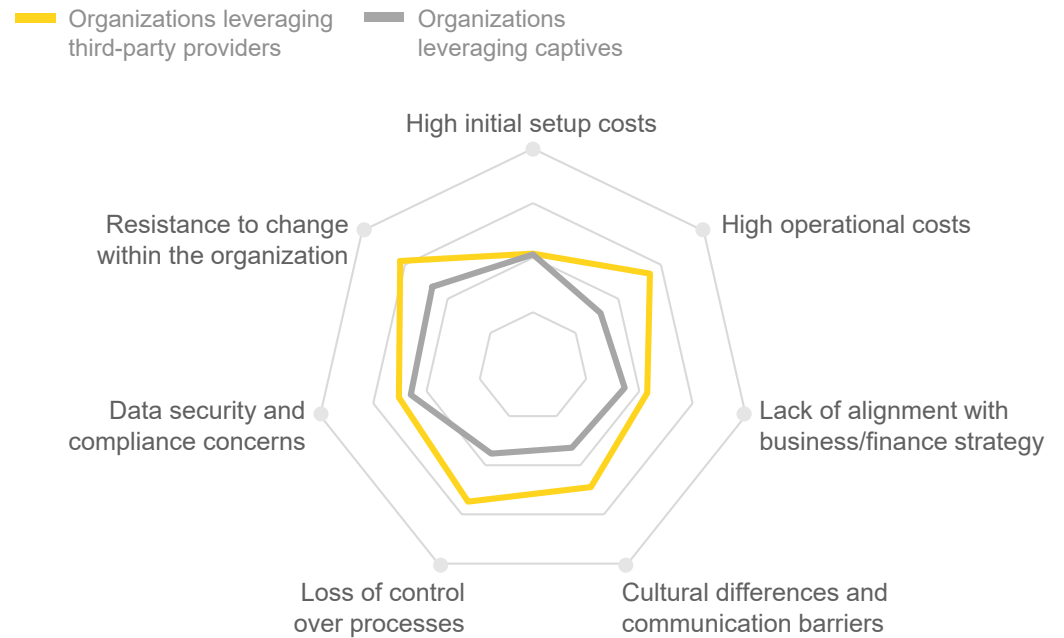 Organizations leveraging
third-party providers
Organizations
leveraging captives
High initial setup costs
Resistance to change
within the organization
High operational costs
Data security and
compliance concerns
Lack of alignment with
business/finance strategy
Loss of control
over processes
Cultural differences and
communication barriers